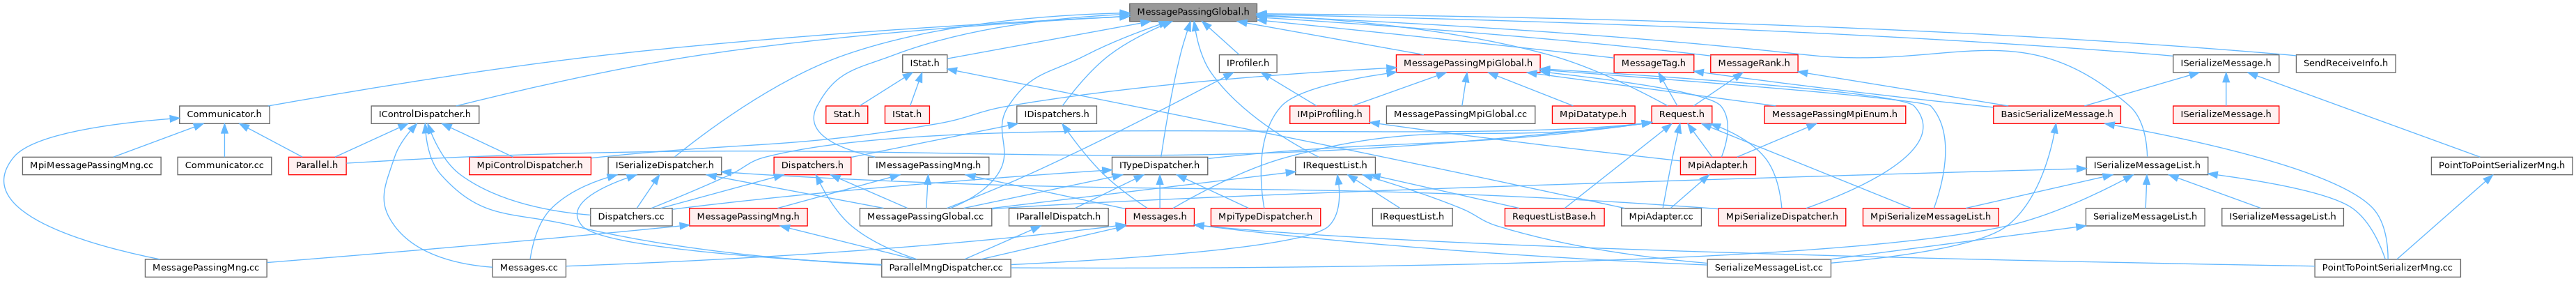 MessagePassingGlobal.h
IStat.h
IProfiler.h
MessagePassingMpiGlobal.h
MessageTag.h
MessageRank.h
ISerializeMessage.h
SendReceiveInfo.h
Communicator.h
IControlDispatcher.h
Stat.h
IStat.h
IDispatchers.h
IMpiProfiling.h
MessagePassingMpiGlobal.cc
MpiDatatype.h
Request.h
MessagePassingMpiEnum.h
BasicSerializeMessage.h
ISerializeMessage.h
MpiMessagePassingMng.cc
Communicator.cc
Parallel.h
MpiControlDispatcher.h
ISerializeDispatcher.h
Dispatchers.h
IMessagePassingMng.h
ITypeDispatcher.h
IRequestList.h
MpiAdapter.h
ISerializeMessageList.h
PointToPointSerializerMng.h
Dispatchers.cc
MessagePassingMng.h
MessagePassingGlobal.cc
IParallelDispatch.h
Messages.h
MpiTypeDispatcher.h
IRequestList.h
RequestListBase.h
MpiAdapter.cc
MpiSerializeDispatcher.h
MpiSerializeMessageList.h
SerializeMessageList.h
ISerializeMessageList.h
MessagePassingMng.cc
Messages.cc
ParallelMngDispatcher.cc
SerializeMessageList.cc
PointToPointSerializerMng.cc